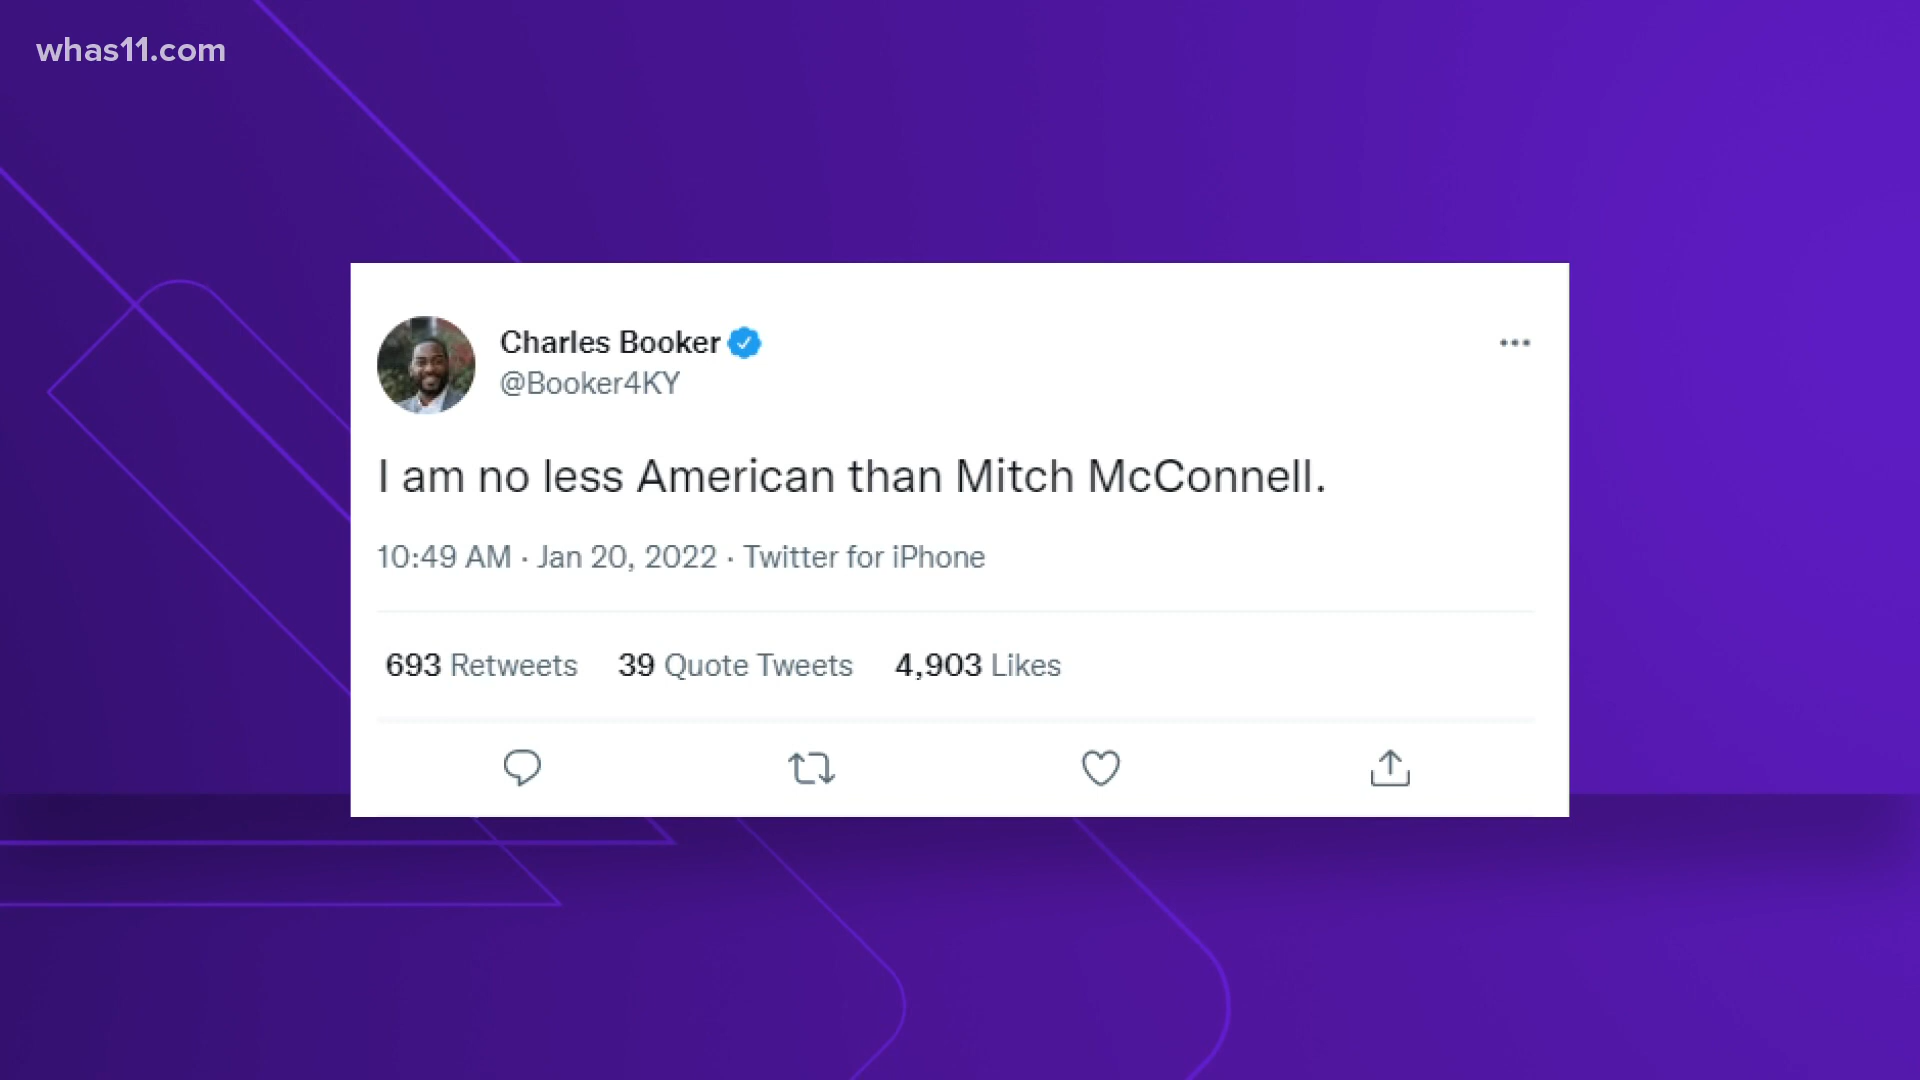 whas11.com
Charles Booker
@Booker4KY
I am no less American than Mitch McConnell.
10:49 AM · Jan 20, 2022 · Twitter for iPhone
693 Retweets 39 Quote Tweets 4,903 Likes